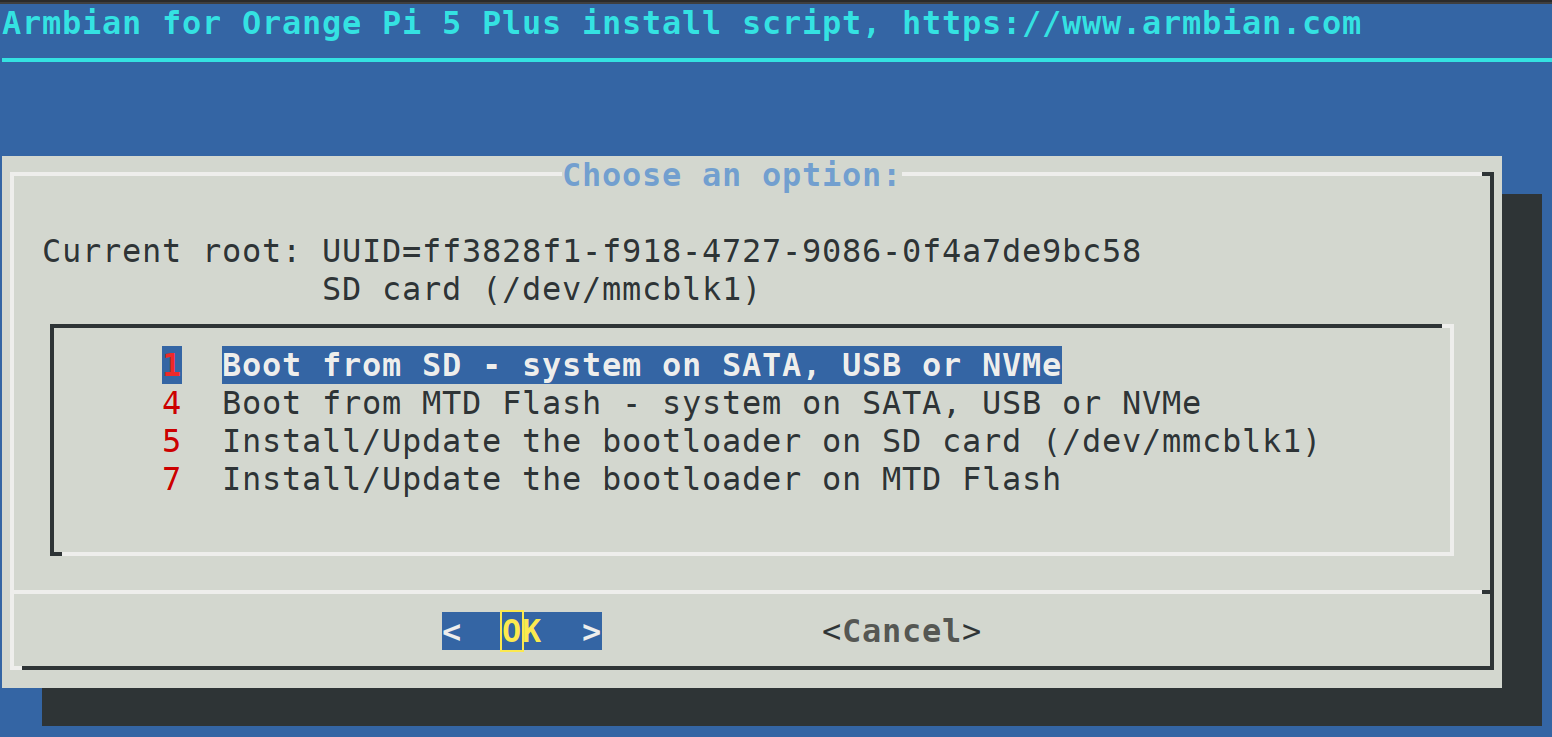 Armbian for Orange Pi 5 Plus install script, https://www.armbian.com
Choose an option:
Current root: UUID=ff3828f1-f918-4727-9086-0f4a7de9bc58
SD card (/dev/mmcblk1)
1 Boot from SD - system on SATA, USB or NVMe
4 Boot from MTD Flash - system on SATA, USB or NVMe
5 Install/Update the bootloader on SD card (/dev/mmcblk1)
7 Install/Update the bootloader on MTD Flash
< OK > <Cancel>